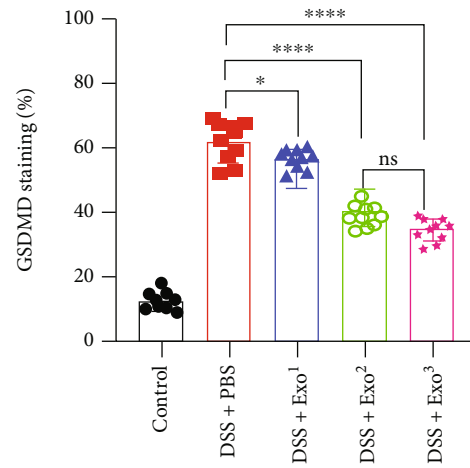 ****
100
****
80
*
60
ns
40
20
0
GSDMD staining (%)
Control
DSS + PBS
DSS + Exo¹
DSS + Exo²
DSS + Exo³